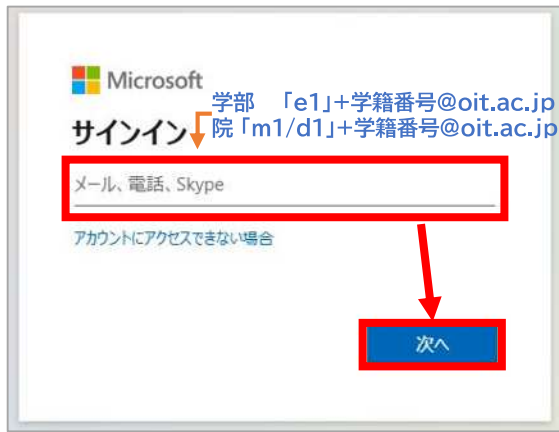 Microsoft
学部　「e1」+学籍番号@oit.ac.jp
サインイン
院「m1/d1」+学籍番号@oit.ac.jp
メール、電話、Skype
アカウントにアクセスできない場合
次へ